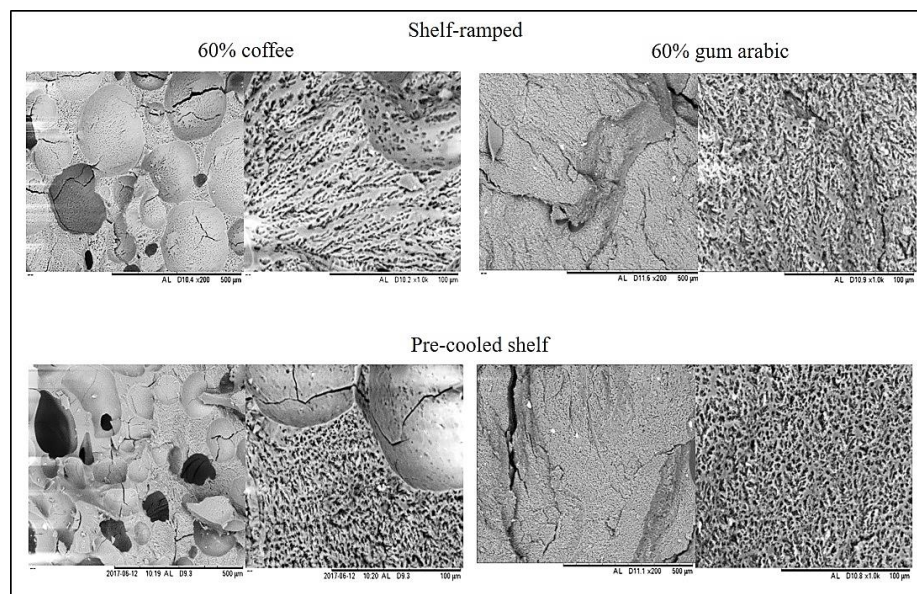 Shelf-ramped
60% coffee
60% gum arabic
AL D10.4 x200 500 µm
AL D10.2 x1.0k 100 µm
AL D11.6 x200 500 µm
AL D10.9 x1.0k 100 µm
Pre-cooled shelf
2017-06-12 10:19 AL D9.3 500 µm
2017-06-12 10:20 AL D9.3 100 µm
AL D11.1 x200 500 µm
AL D10.8 x1.0k 100 µm